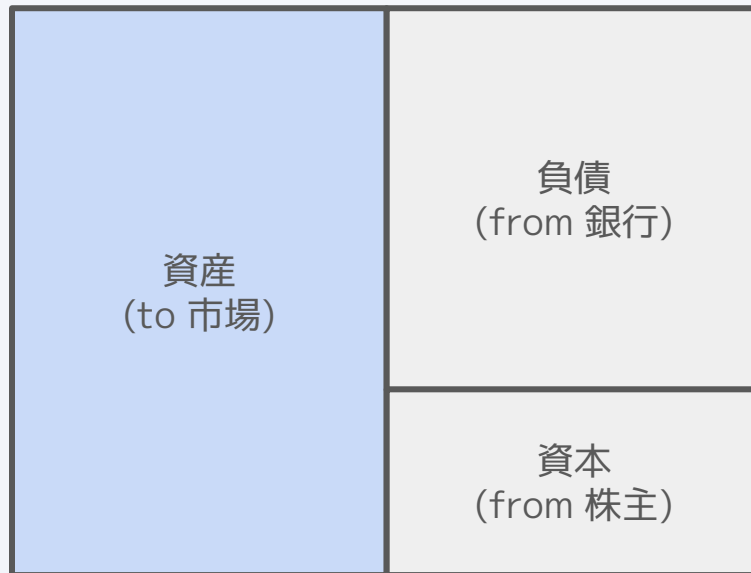 資産
(to 市場)
負債
(from 銀行)
資本
(from 株主)